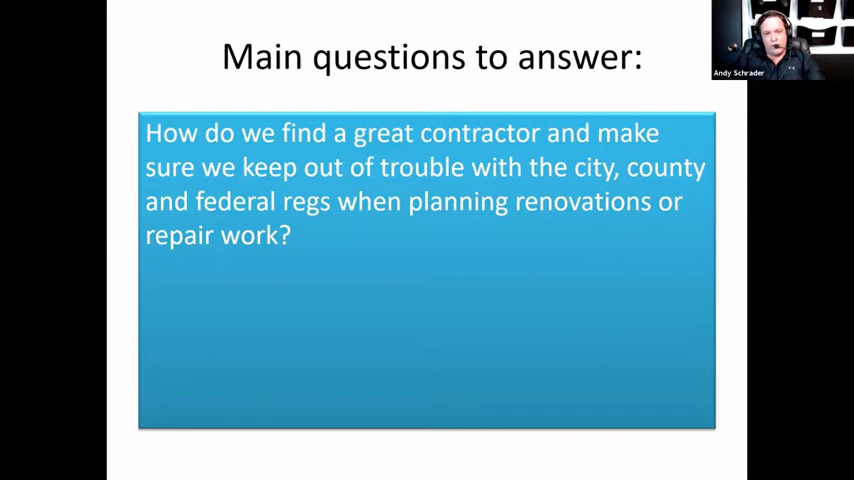 Main questions to answer:
How do we find a great contractor and make
sure we keep out of trouble with the city, county
and federal regs when planning renovations or
repair work?
Andy Schrader